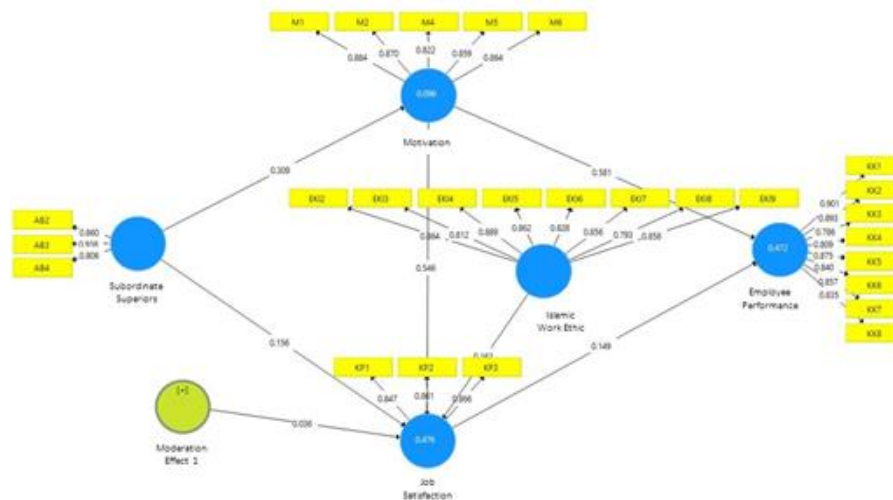 M1 M2 M4 M5 M6
0.884 0.870 0.822 0.859 0.864
0.096
Motivation
0.309
0.581
EKI2 EKI3 EKI4 EKI5 EKI6 EKI7 EKI8 EKI9
0.864 0.812 0.889 0.862 0.828 0.856 0.793 0.858
AB2
AB3
AB4
0.860
0.936
0.806
Subordinate
Superiors
KK1
KK2
KK3
KK4
KK5
KK6
KK7
KK8
0.901
0.893
0.786
0.809
0.875
0.840
0.857
0.835
0.472
Employee
Performance
0.546
Islamic
Work Ethic
0.156
0.149
KP1 KP2 KP3
0.847 0.861 0.866
[+]
Moderation
Effect 1
0.036
0.476
Job
Satisfaction